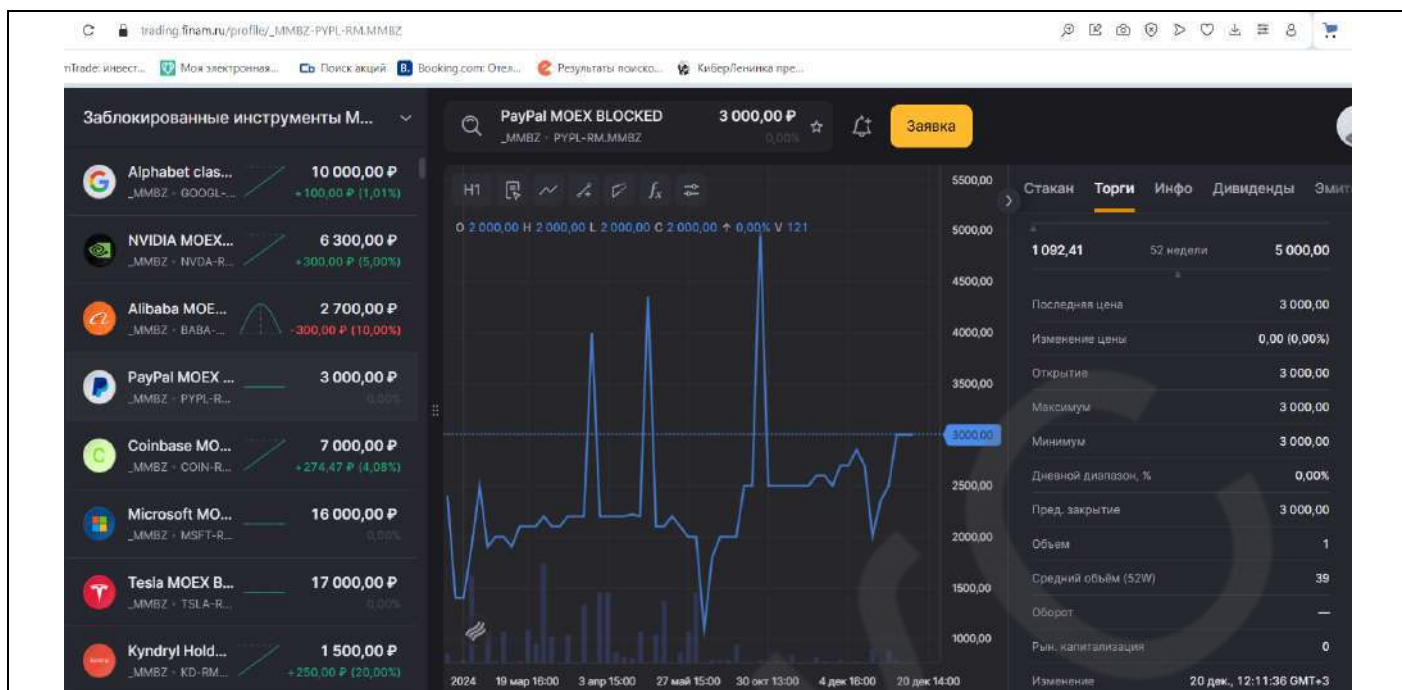 trading.finam.ru/profile/_MMBZ-PYPL-RM.MMBZ
nTrade: инвест... Моя электронная... Сb Поиск акций B. Booking.com: Отел... Результаты поиско... КиберЛенинка пре...
Заблокированные инструменты М...
PayPal MOEX BLOCKED 3 000,00 ₽
_MMBZ · PYPL-RM.MMBZ 0,00%
Заявка
Alphabet clas... 10 000,00 ₽
_MMBZ · GOOGL-... +100,00 ₽ (1,01%)
NVIDIA MOEX... 6 300,00 ₽
_MMBZ · NVDA-R... +300,00 ₽ (5,00%)
Alibaba MOE... 2 700,00 ₽
_MMBZ · BABA-... -300,00 ₽ (10,00%)
PayPal MOEX ... 3 000,00 ₽
_MMBZ · PYPL-R... 0,00%
Coinbase MO... 7 000,00 ₽
_MMBZ · COIN-R... +274,47 ₽ (4,08%)
Microsoft MO... 16 000,00 ₽
_MMBZ · MSFT-R... 0,00%
Tesla MOEX B... 17 000,00 ₽
_MMBZ · TSLA-R... 0,00%
Kyndryl Hold... 1 500,00 ₽
_MMBZ · KD-RM... +250,00 ₽ (20,00%)
H1 fx
O 2 000,00 H 2 000,00 L 2 000,00 C 2 000,00 ↑ 0,00% V 121
5500,00
5000,00
4500,00
4000,00
3500,00
3000,00
2500,00
2000,00
1500,00
1000,00
2024 19 мар 16:00 3 апр 15:00 27 май 15:00 30 окт 13:00 4 дек 16:00 20 дек 14:00
Стакан Торги Инфо Дивиденды Эмит
1 092,41 52 недели 5 000,00
Последняя цена 3 000,00
Изменение цены 0,00 (0,00%)
Открытие 3 000,00
Максимум 3 000,00
Минимум 3 000,00
Дневной диапазон, % 0,00%
Пред. закрытие 3 000,00
Объем 1
Средний объём (52W) 39
Оборот —
Рын. капитализация 0
Изменение 20 дек., 12:11:36 GMT+3